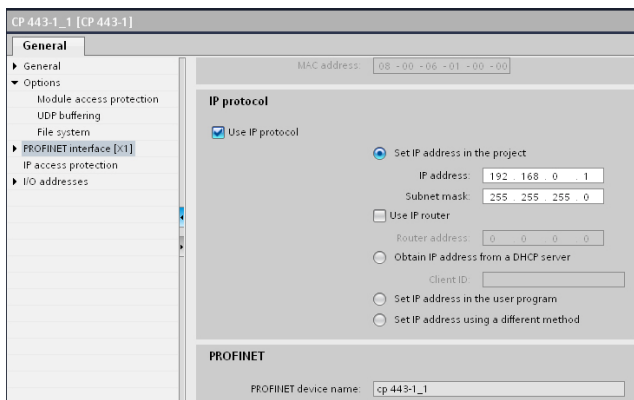 CP 443-1_1 [CP 443-1]
General
General
Options
Module access protection
UDP buffering
File system
PROFINET interface [X1]
IP access protection
I/O addresses
MAC address: 08 -00 -06 -01 -00 -00
IP protocol
Use IP protocol
Set IP address in the project
IP address: 192 . 168 . 0 . 1
Subnet mask: 255 . 255 . 255 . 0
Use IP router
Router address: 0 . 0 . 0 . 0
Obtain IP address from a DHCP server
Client ID:
Set IP address in the user program
Set IP address using a different method
PROFINET
PROFINET device name: cp 443-1_1